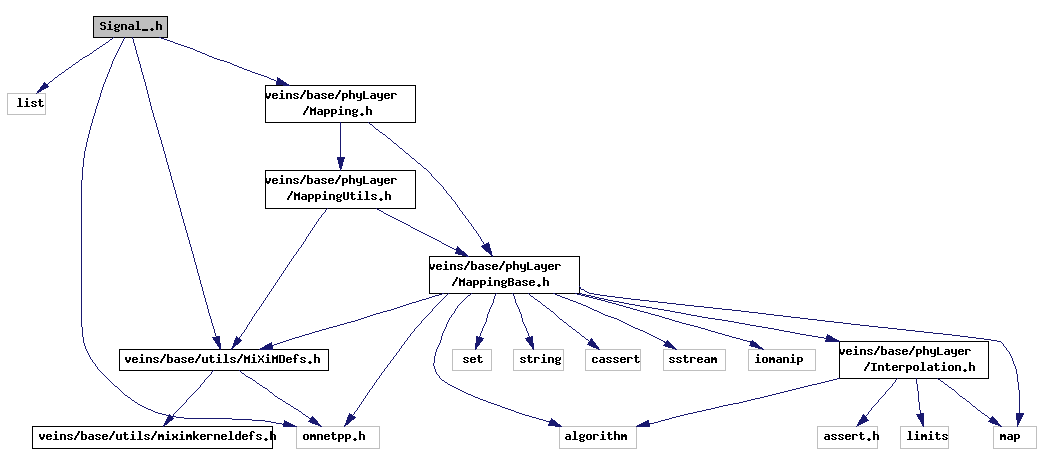 Signal_.h
list
veins/base/phyLayer
/Mapping.h
veins/base/phyLayer
/MappingUtils.h
veins/base/phyLayer
/MappingBase.h
veins/base/utils/MiXiMDefs.h
set
string
cassert
sstream
iomanip
veins/base/phyLayer
/Interpolation.h
veins/base/utils/miximkerneldefs.h
omnetpp.h
algorithm
assert.h
limits
map